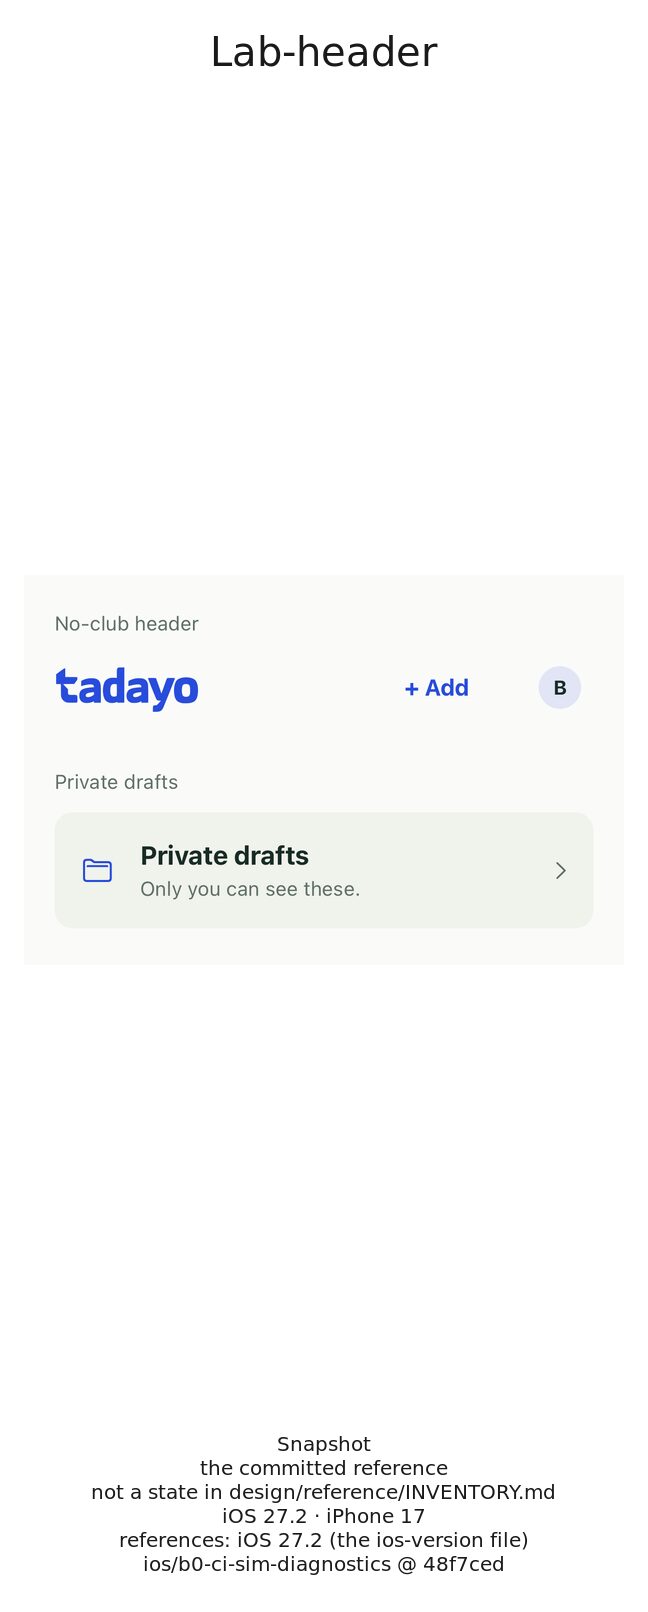 Lab-header
No-club header
tadayo
+ Add
B
Private drafts
Private drafts
Only you can see these.
Snapshot
the committed reference
not a state in design/reference/INVENTORY.md
iOS 27.2 · iPhone 17
references: iOS 27.2 (the ios-version file)
ios/b0-ci-sim-diagnostics @ 48f7ced